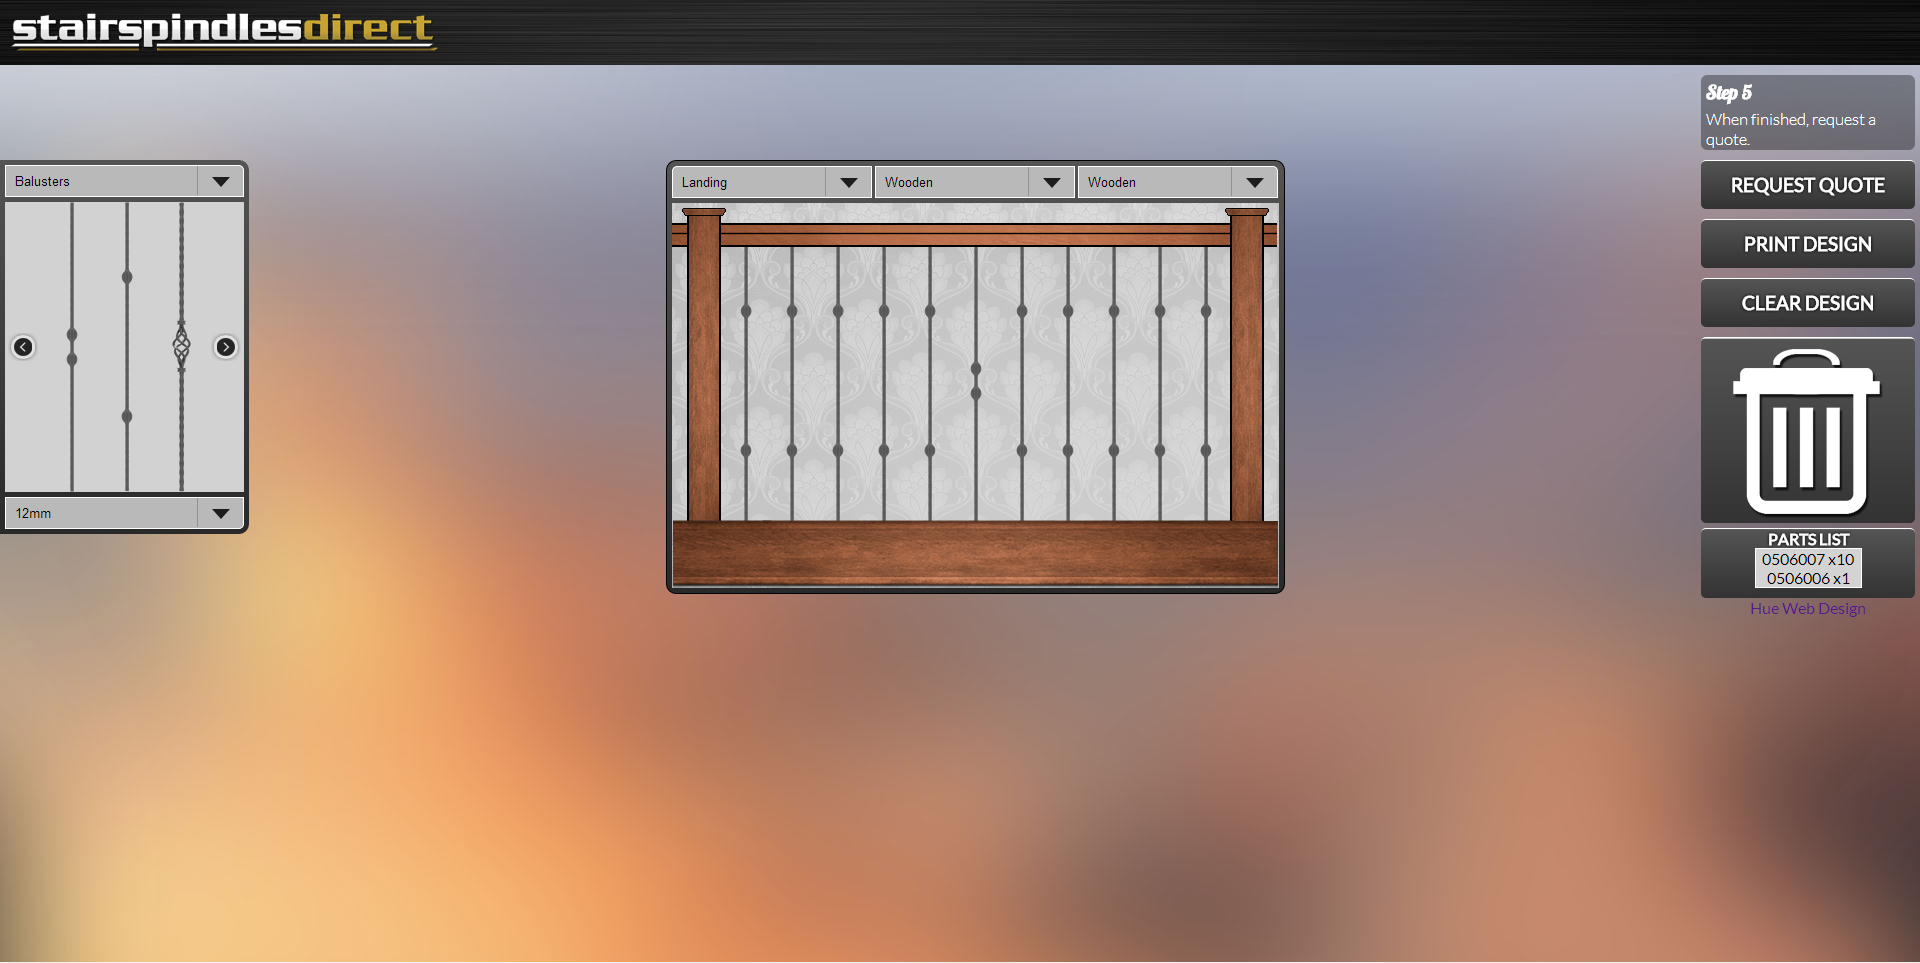 stairspindlesdirect
Step 5
When finished, request a
quote.
Balusters
12mm
Landing
Wooden
Wooden
REQUEST QUOTE
PRINT DESIGN
CLEAR DESIGN
PARTS LIST
0506007 x10
0506006 x1
Hue Web Design